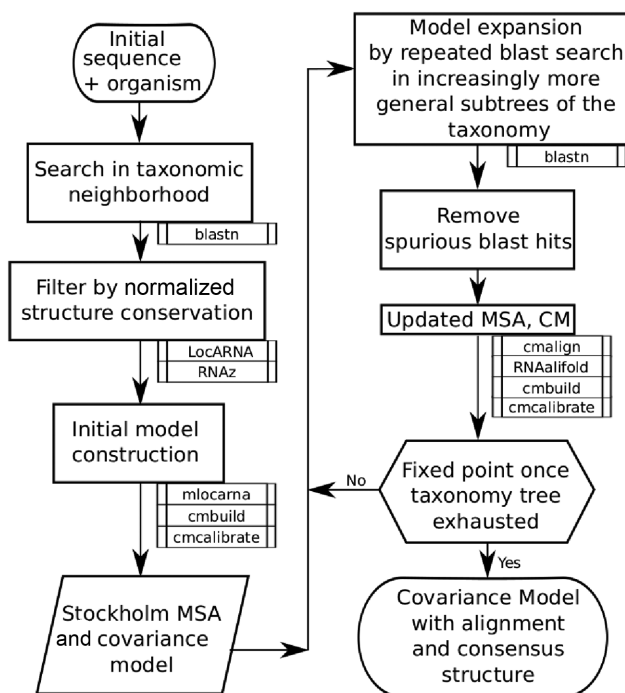 Initial
sequence
+ organism
Search in taxonomic
neighborhood
blastn
Filter by normalized
structure conservation
LocARNA
RNAz
Initial model
construction
mlocarna
cmbuild
cmcalibrate
Stockholm MSA
and covariance
model
Model expansion
by repeated blast search
in increasingly more
general subtrees of the
taxonomy
blastn
Remove
spurious blast hits
Updated MSA, CM
cmalign
RNAalifold
cmbuild
cmcalibrate
Fixed point once
taxonomy tree
exhausted
No
Yes
Covariance Model
with alignment
and consensus
structure